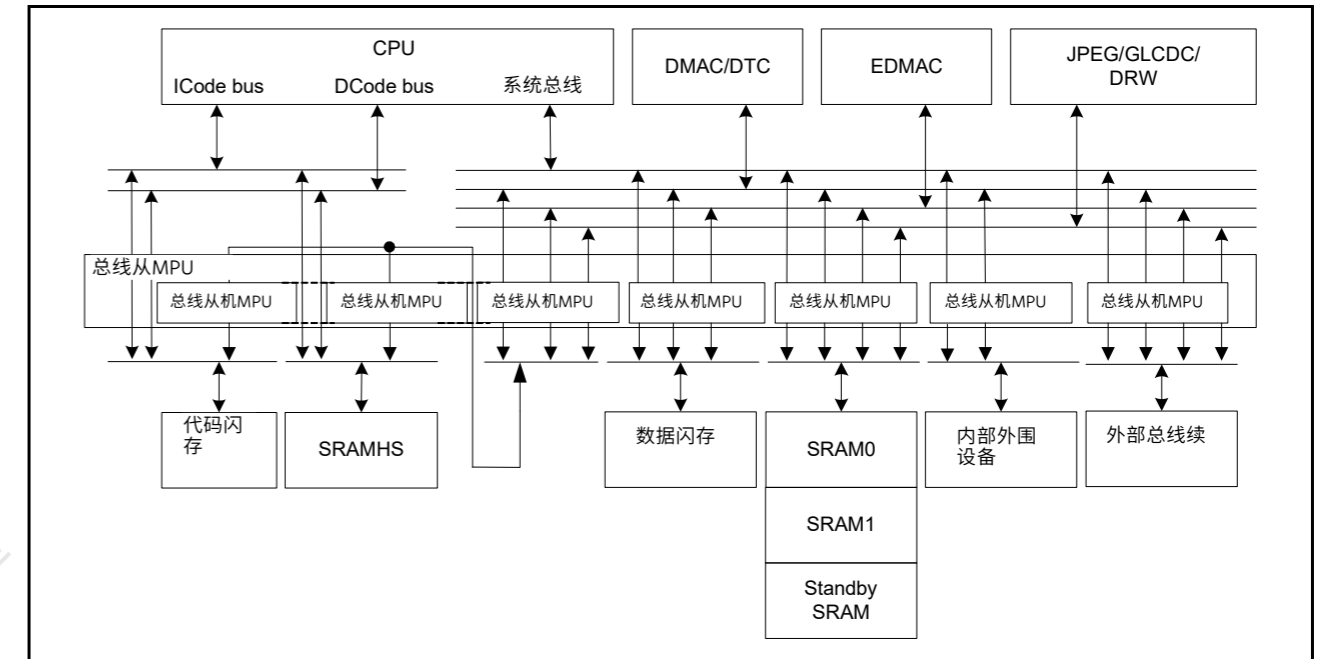 CPU
ICode bus
DCode bus
系统总线
DMAC/DTC
EDMAC
JPEG/GLCDC/
DRW
总线从MPU
总线从机MPU
总线从机MPU
总线从机MPU
总线从机MPU
总线从机MPU
总线从机MPU
总线从机MPU
代码闪
存
SRAMHS
数据闪存
SRAM0
内部外围
设备
外部总线续
SRAM1
Standby
SRAM